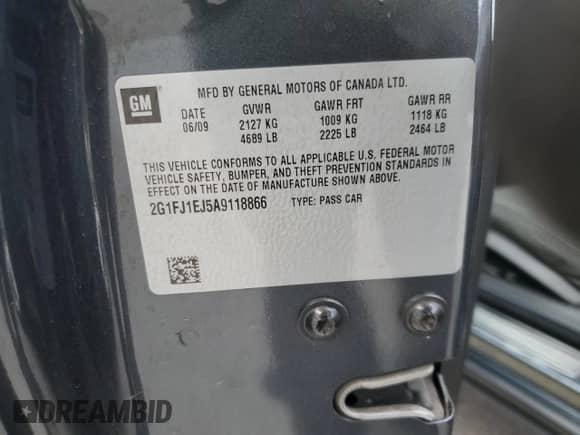 GM
MFD BY GENERAL MOTORS OF CANADA LTD.
DATE GVWR GAWR FRT GAWR RR
06/09 2127 KG 1009 KG 1118 KG
4689 LB 2225 LB 2464 LB
THIS VEHICLE CONFORMS TO ALL APPLICABLE U.S. FEDERAL MOTOR
VEHICLE SAFETY, BUMPER, AND THEFT PREVENTION STANDARDS IN
EFFECT ON THE DATE OF MANUFACTURE SHOWN ABOVE.
2G1FJ1EJ5A9118866 TYPE: PASS CAR
DREAMBID